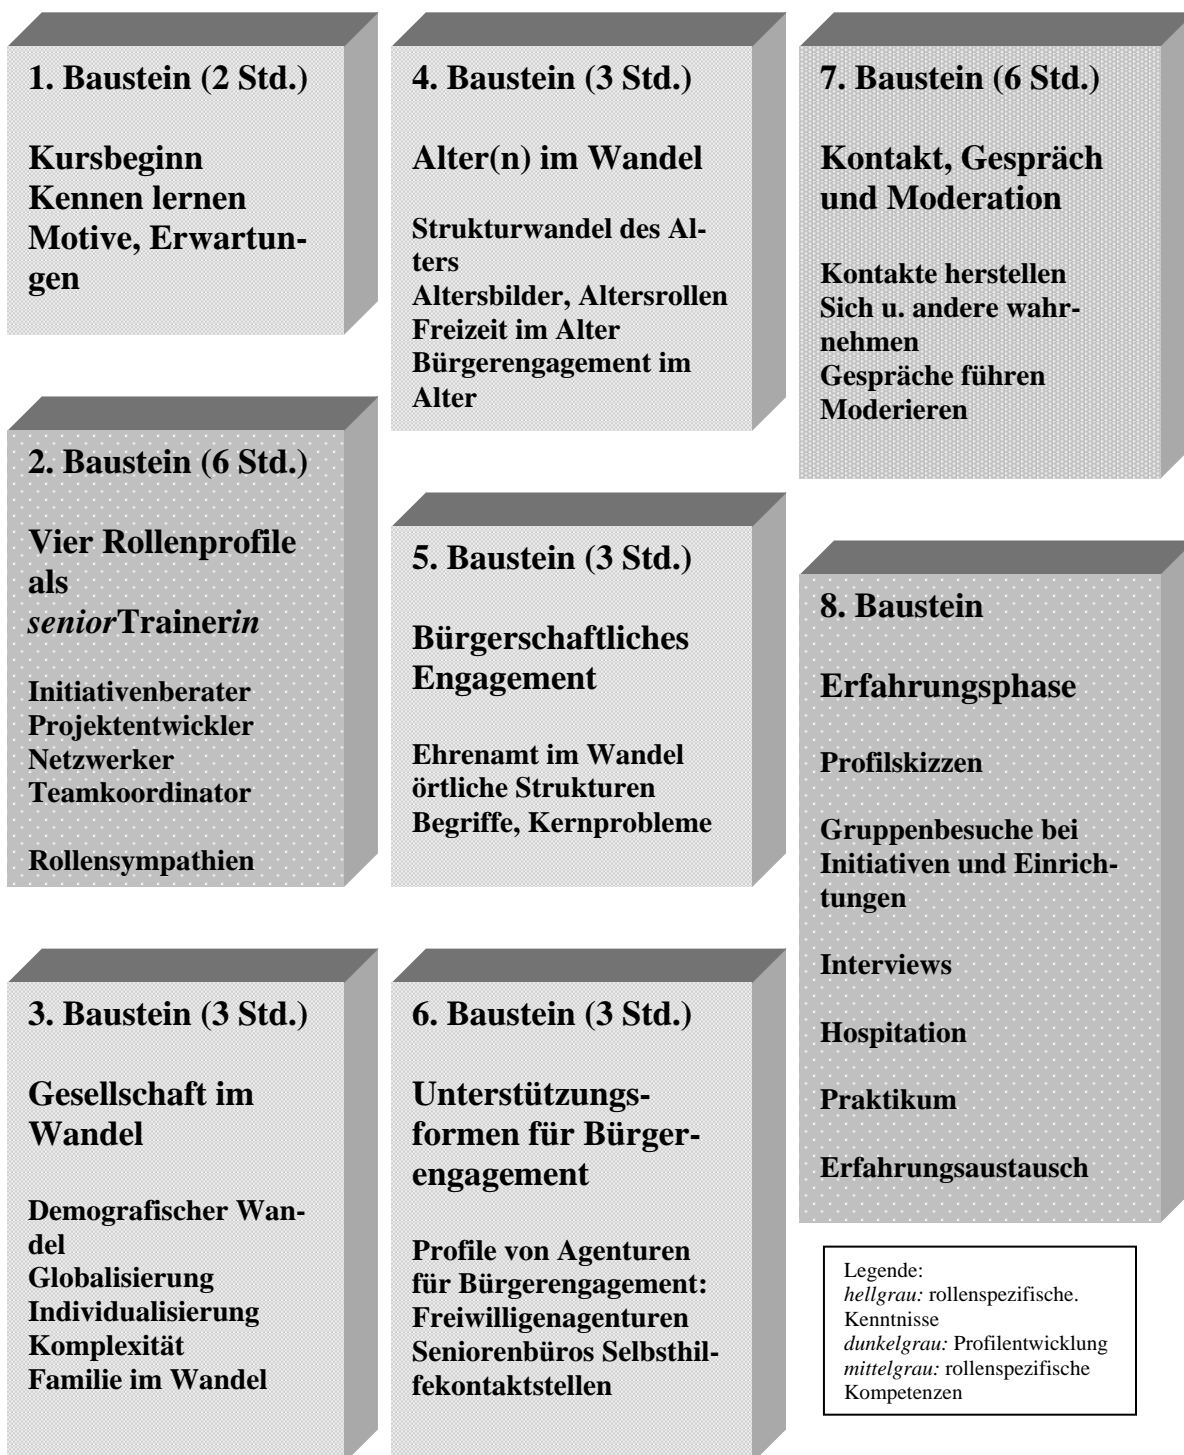 1. Baustein (2 Std.)
Kursbeginn
Kennen lernen
Motive, Erwartun-
gen
2. Baustein (6 Std.)
Vier Rollenprofile
als
seniorTrainerin
Initiativenberater
Projektentwickler
Netzwerker
Teamkoordinator
Rollensympathien
3. Baustein (3 Std.)
Gesellschaft im
Wandel
Demografischer Wan-
del
Globalisierung
Individualisierung
Komplexität
Familie im Wandel
4. Baustein (3 Std.)
Alter(n) im Wandel
Strukturwandel des Al-
ters
Altersbilder, Altersrollen
Freizeit im Alter
Bürgerengagement im
Alter
5. Baustein (3 Std.)
Bürgerschaftliches
Engagement
Ehrenamt im Wandel
örtliche Strukturen
Begriffe, Kernprobleme
6. Baustein (3 Std.)
Unterstützungs-
formen für Bürger-
engagement
Profile von Agenturen
für Bürgerengagement:
Freiwilligenagenturen
Seniorenbüros Selbsthil-
fekontaktstellen
7. Baustein (6 Std.)
Kontakt, Gespräch
und Moderation
Kontakte herstellen
Sich u. andere wahr-
nehmen
Gespräche führen
Moderieren
8. Baustein
Erfahrungsphase
Profilskizzen
Gruppenbesuche bei
Initiativen und Einrich-
tungen
Interviews
Hospitation
Praktikum
Erfahrungsaustausch
Legende:
hellgrau: rollenspezifische.
Kenntnisse
dunkelgrau: Profilentwicklung
mittelgrau: rollenspezifische
Kompetenzen